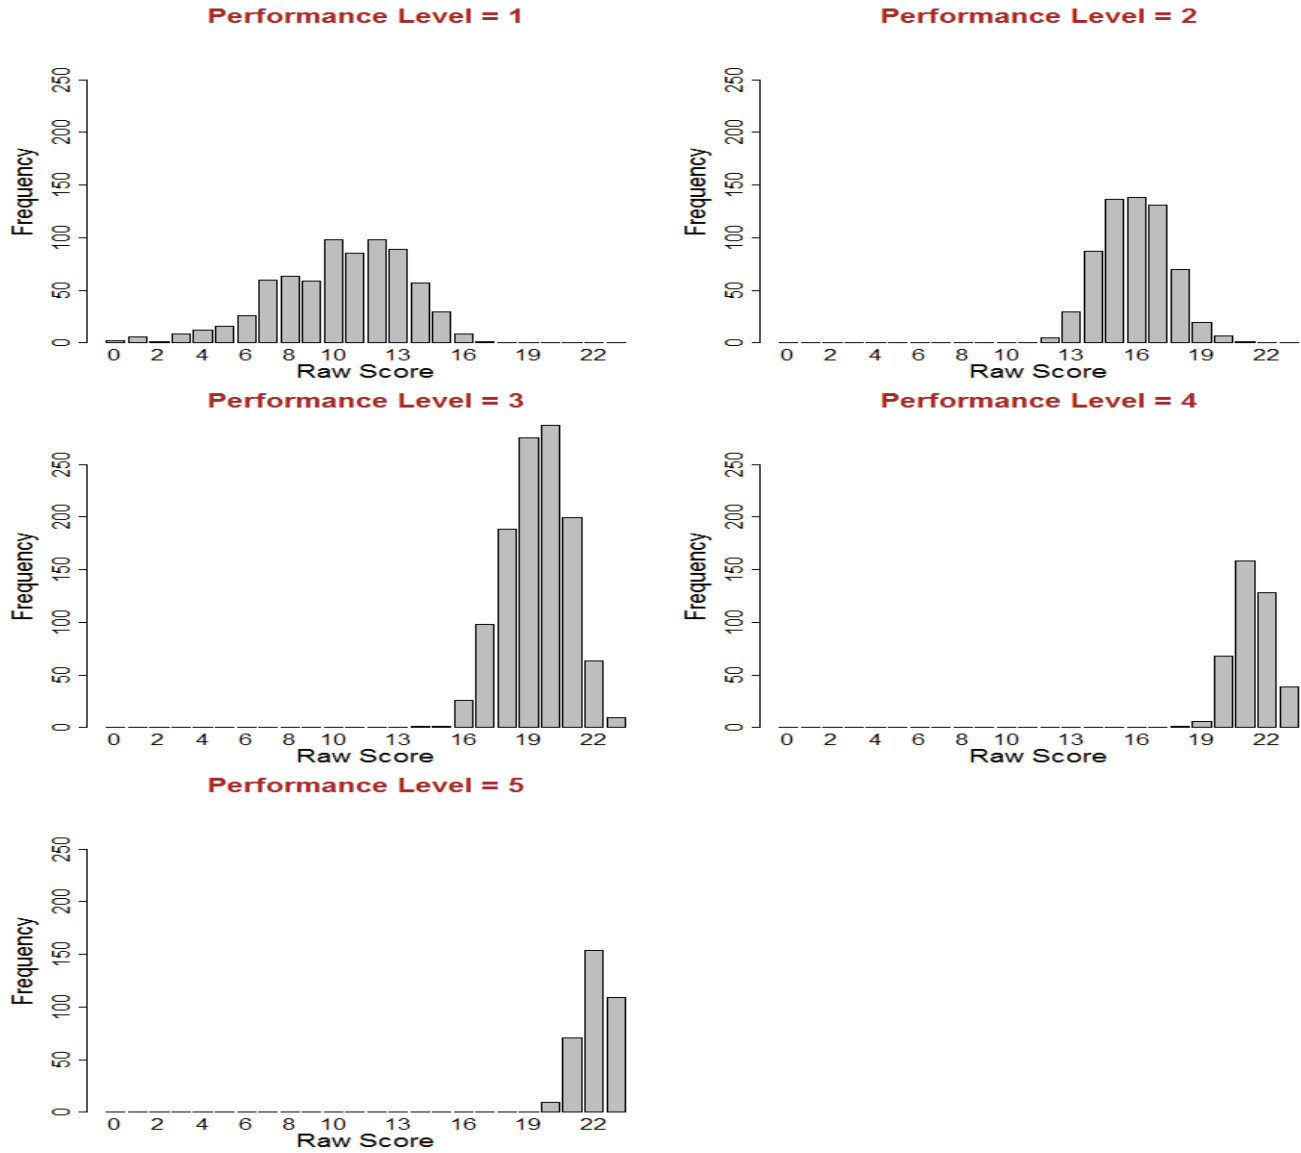 Performance Level = 1
Frequency
250
200
150
100
50
0
0 2 4 6 8 10 13 16 19 22
Raw Score
Performance Level = 2
Frequency
250
200
150
100
50
0
0 2 4 6 8 10 13 16 19 22
Raw Score
Performance Level = 3
Frequency
250
200
150
100
50
0
0 2 4 6 8 10 13 16 19 22
Raw Score
Performance Level = 4
Frequency
250
200
150
100
50
0
0 2 4 6 8 10 13 16 19 22
Raw Score
Performance Level = 5
Frequency
250
200
150
100
50
0
0 2 4 6 8 10 13 16 19 22
Raw Score